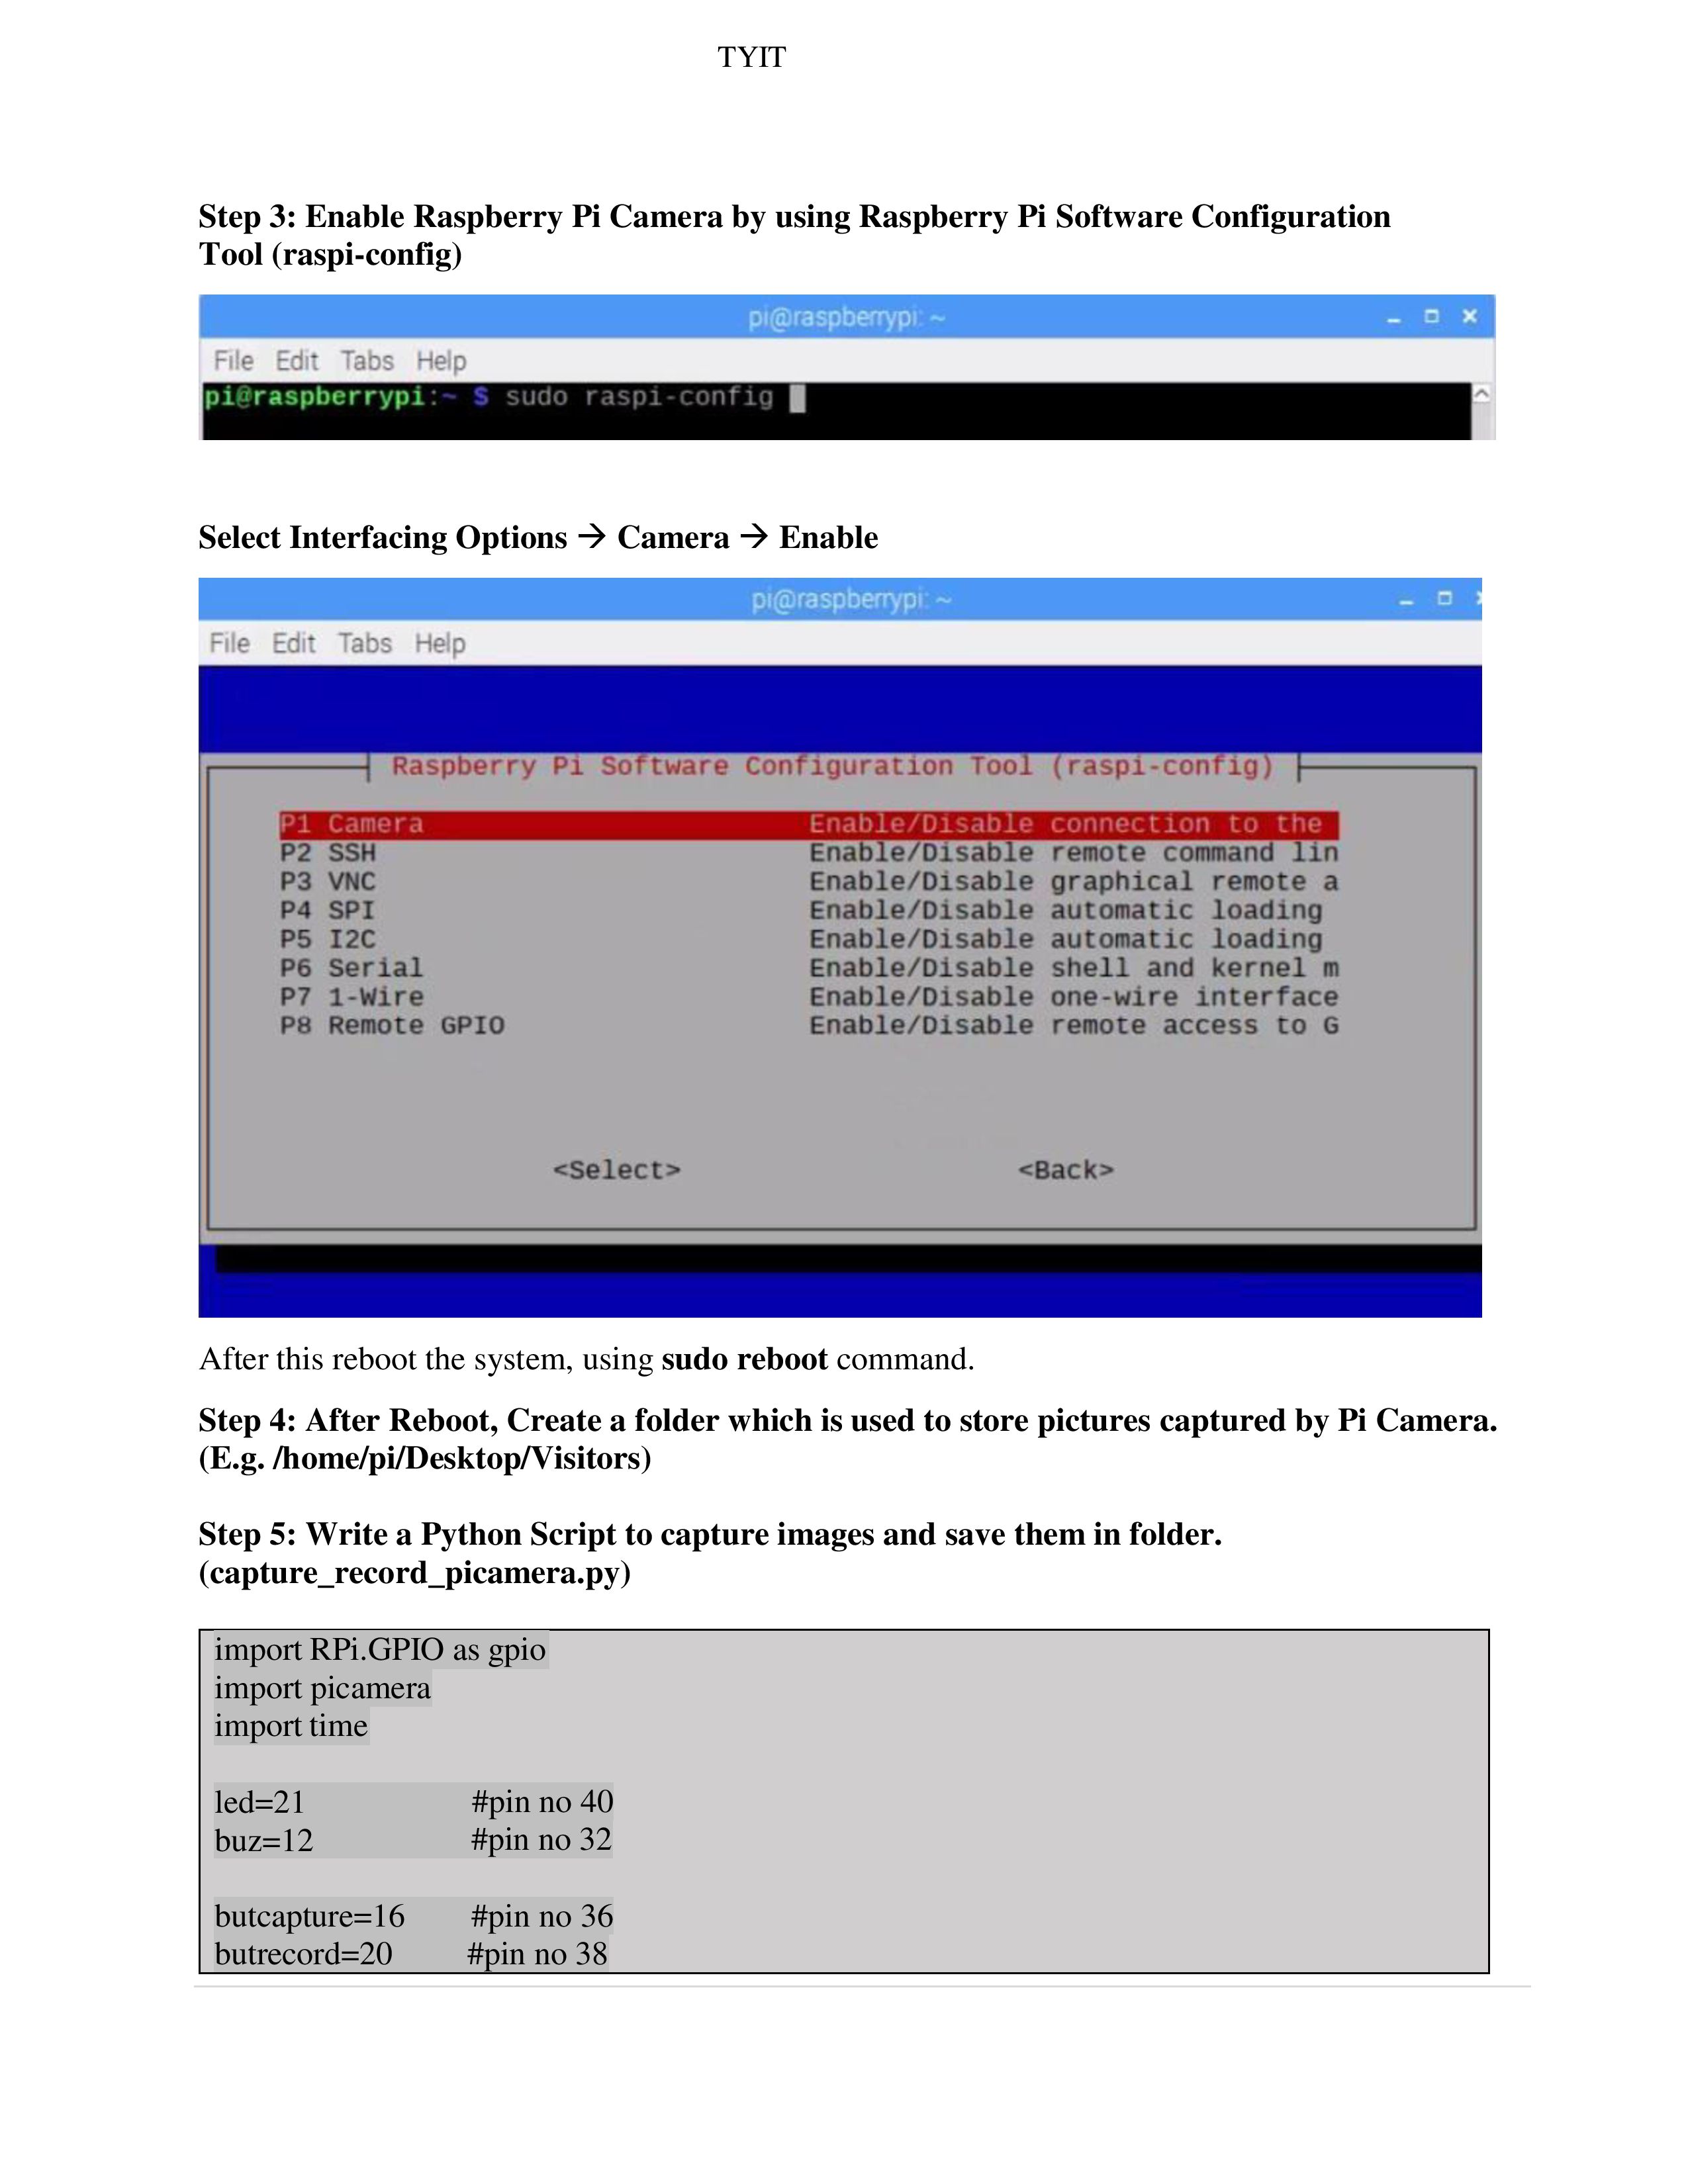 TYIT
Step 3: Enable Raspberry Pi Camera by using Raspberry Pi Software Configuration
Tool (raspi-config)
pi@raspberrypi: ~
File Edit Tabs Help
pi@raspberrypi:~ $ sudo raspi-config
Select Interfacing Options → Camera → Enable
pi@raspberrypi: ~
File Edit Tabs Help
Raspberry Pi Software Configuration Tool (raspi-config)
P1 Camera Enable/Disable connection to the
P2 SSH Enable/Disable remote command lin
P3 VNC Enable/Disable graphical remote a
P4 SPI Enable/Disable automatic loading
P5 I2C Enable/Disable automatic loading
P6 Serial Enable/Disable shell and kernel m
P7 1-Wire Enable/Disable one-wire interface
P8 Remote GPIO Enable/Disable remote access to G
<Select> <Back>
After this reboot the system, using sudo reboot command.
Step 4: After Reboot, Create a folder which is used to store pictures captured by Pi Camera.
(E.g. /home/pi/Desktop/Visitors)
Step 5: Write a Python Script to capture images and save them in folder.
(capture_record_picamera.py)
import RPi.GPIO as gpio
import picamera
import time
led=21 #pin no 40
buz=12 #pin no 32
butcapture=16 #pin no 36
butrecord=20 #pin no 38